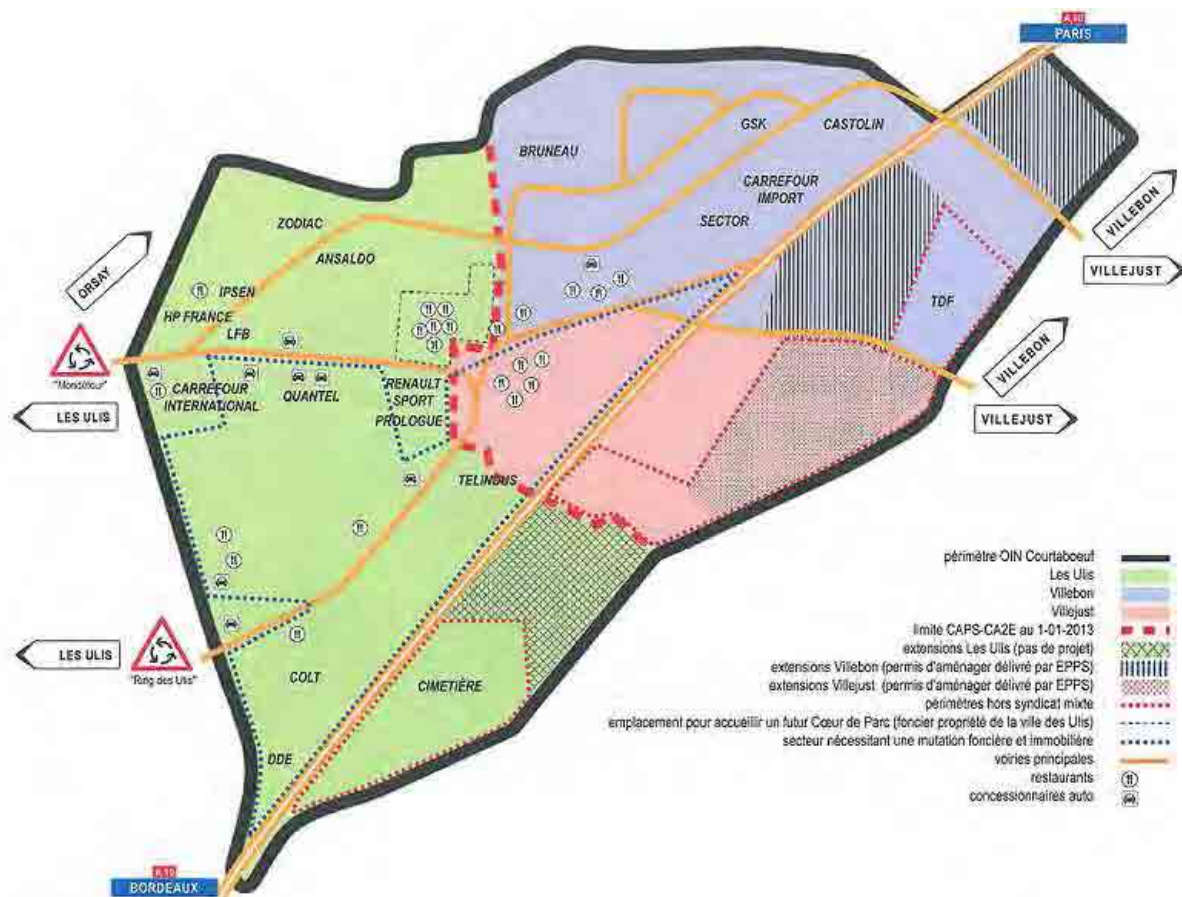 A.10
PARIS
GSK
CASTOLIN
BRUNEAU
CARREFOUR
IMPORT
SECTOR
ZODIAC
ANSALDO
VILLEBON
VILLEJUST
ORSAY
IPSEN
HP FRANCE
LFB
TDF
"Mondétour"
VILLEBON
VILLEJUST
LES ULIS
CARREFOUR
INTERNATIONAL
QUANTEL
RENAULT
SPORT
PROLOGUE
TELINDUS
LES ULIS
"Ring des Ulis"
COLT
CIMETIÈRE
DDE
A.10
BORDEAUX
périmètre OIN Courtaboeuf
Les Ulis
Villebon
Villejust
limité CAPS-CA2E au 1-01-2013
extensions Les Ulis (pas de projet)
extensions Villebon (permis d'aménager délivré par EPPS)
extensions Villejust (permis d'aménager délivré par EPPS)
périmètres hors syndicat mixte
emplacement pour accueillir un futur Cœur de Parc (foncier propriété de la ville des Ulis)
secteur nécessitant une mutation foncière et immobilière
voiries principales
restaurants
concessionnaires auto